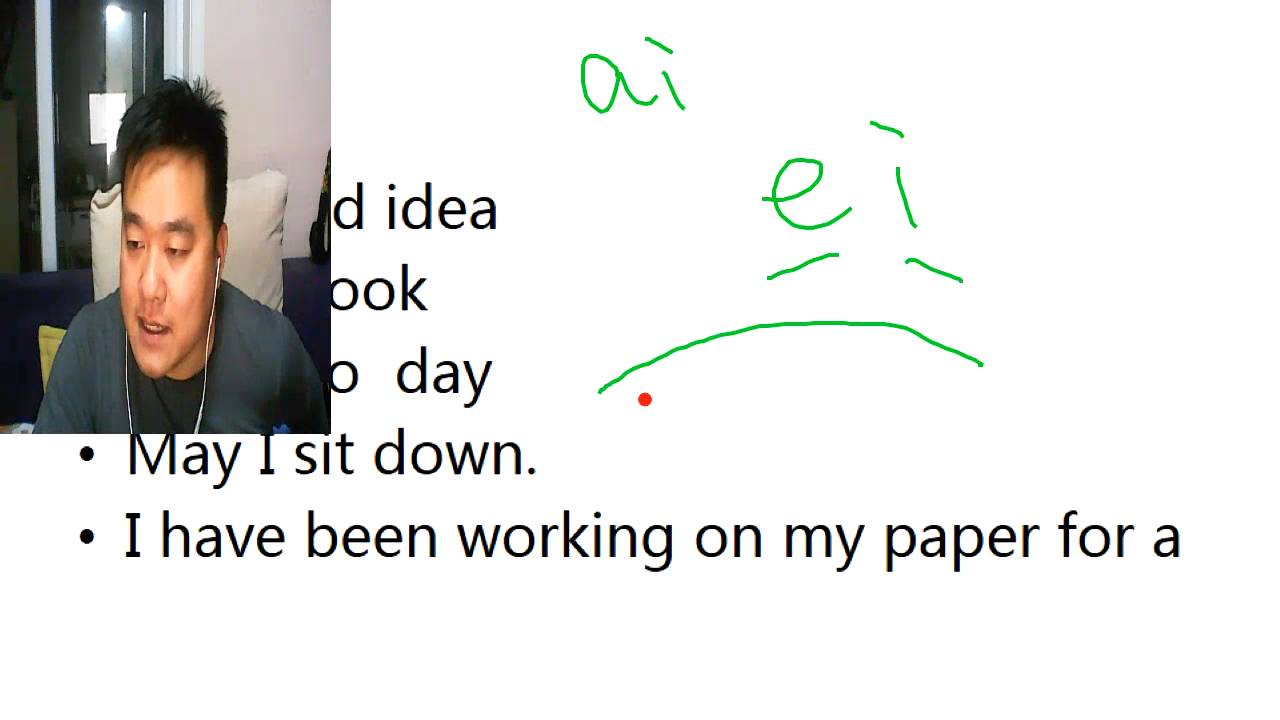 ai
ei
d idea
ook
o day
• May I sit down.
• I have been working on my paper for a